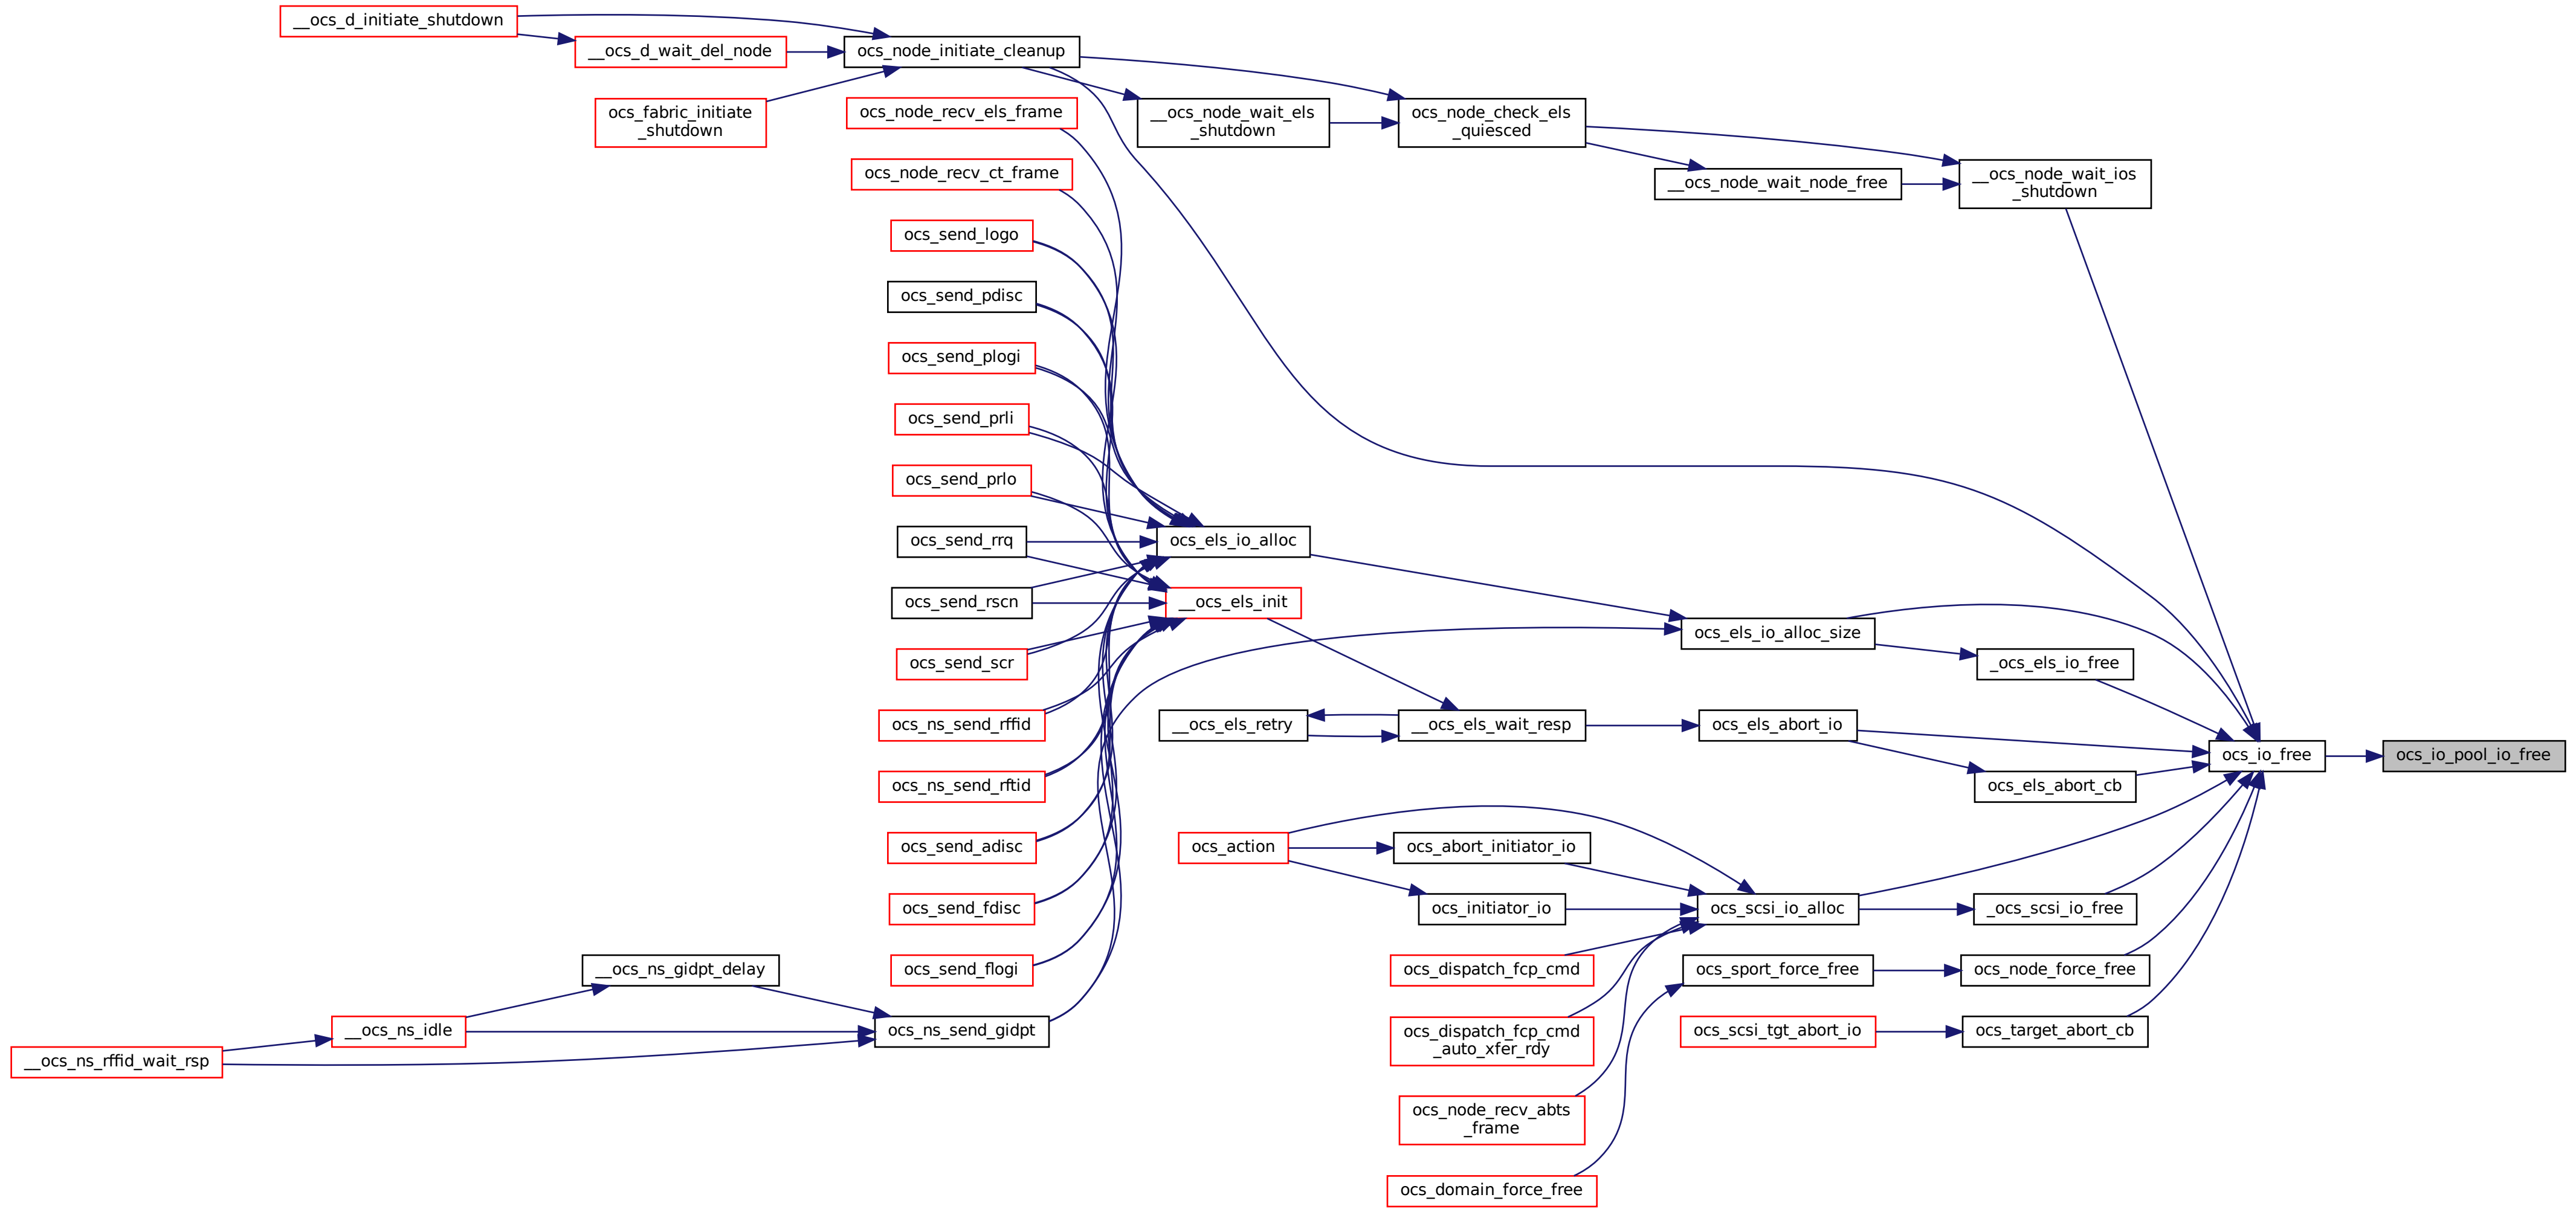 __ocs_d_initiate_shutdown
__ocs_d_wait_del_node
ocs_node_initiate_cleanup
ocs_fabric_initiate
_shutdown
ocs_node_recv_els_frame
__ocs_node_wait_els
_shutdown
ocs_node_check_els
_quiesced
ocs_node_recv_ct_frame
__ocs_node_wait_node_free
__ocs_node_wait_ios
_shutdown
ocs_send_logo
ocs_send_pdisc
ocs_send_plogi
ocs_send_prli
ocs_send_prlo
ocs_send_rrq
ocs_els_io_alloc
ocs_send_rscn
__ocs_els_init
ocs_els_io_alloc_size
ocs_send_scr
_ocs_els_io_free
ocs_ns_send_rffid
__ocs_els_retry
__ocs_els_wait_resp
ocs_els_abort_io
ocs_io_free
ocs_io_pool_io_free
ocs_ns_send_rftid
ocs_els_abort_cb
ocs_send_adisc
ocs_action
ocs_abort_initiator_io
ocs_send_fdisc
ocs_initiator_io
ocs_scsi_io_alloc
_ocs_scsi_io_free
ocs_send_flogi
__ocs_ns_gidpt_delay
ocs_dispatch_fcp_cmd
ocs_sport_force_free
ocs_node_force_free
__ocs_ns_idle
ocs_ns_send_gidpt
ocs_dispatch_fcp_cmd
_auto_xfer_rdy
ocs_scsi_tgt_abort_io
ocs_target_abort_cb
__ocs_ns_rffid_wait_rsp
ocs_node_recv_abts
_frame
ocs_domain_force_free